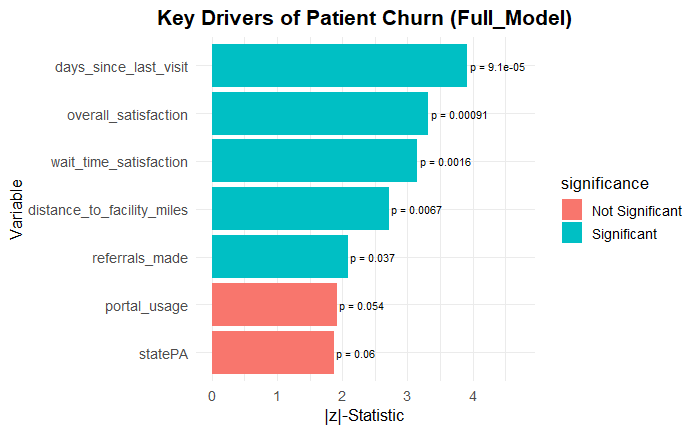 Key Drivers of Patient Churn (Full_Model)
Variable
days_since_last_visit
p = 9.1e-05
overall_satisfaction
p = 0.00091
wait_time_satisfaction
p = 0.0016
distance_to_facility_miles
p = 0.0067
referrals_made
p = 0.037
portal_usage
p = 0.054
statePA
p = 0.06
0 1 2 3 4
|z|-Statistic
significance
Not Significant
Significant